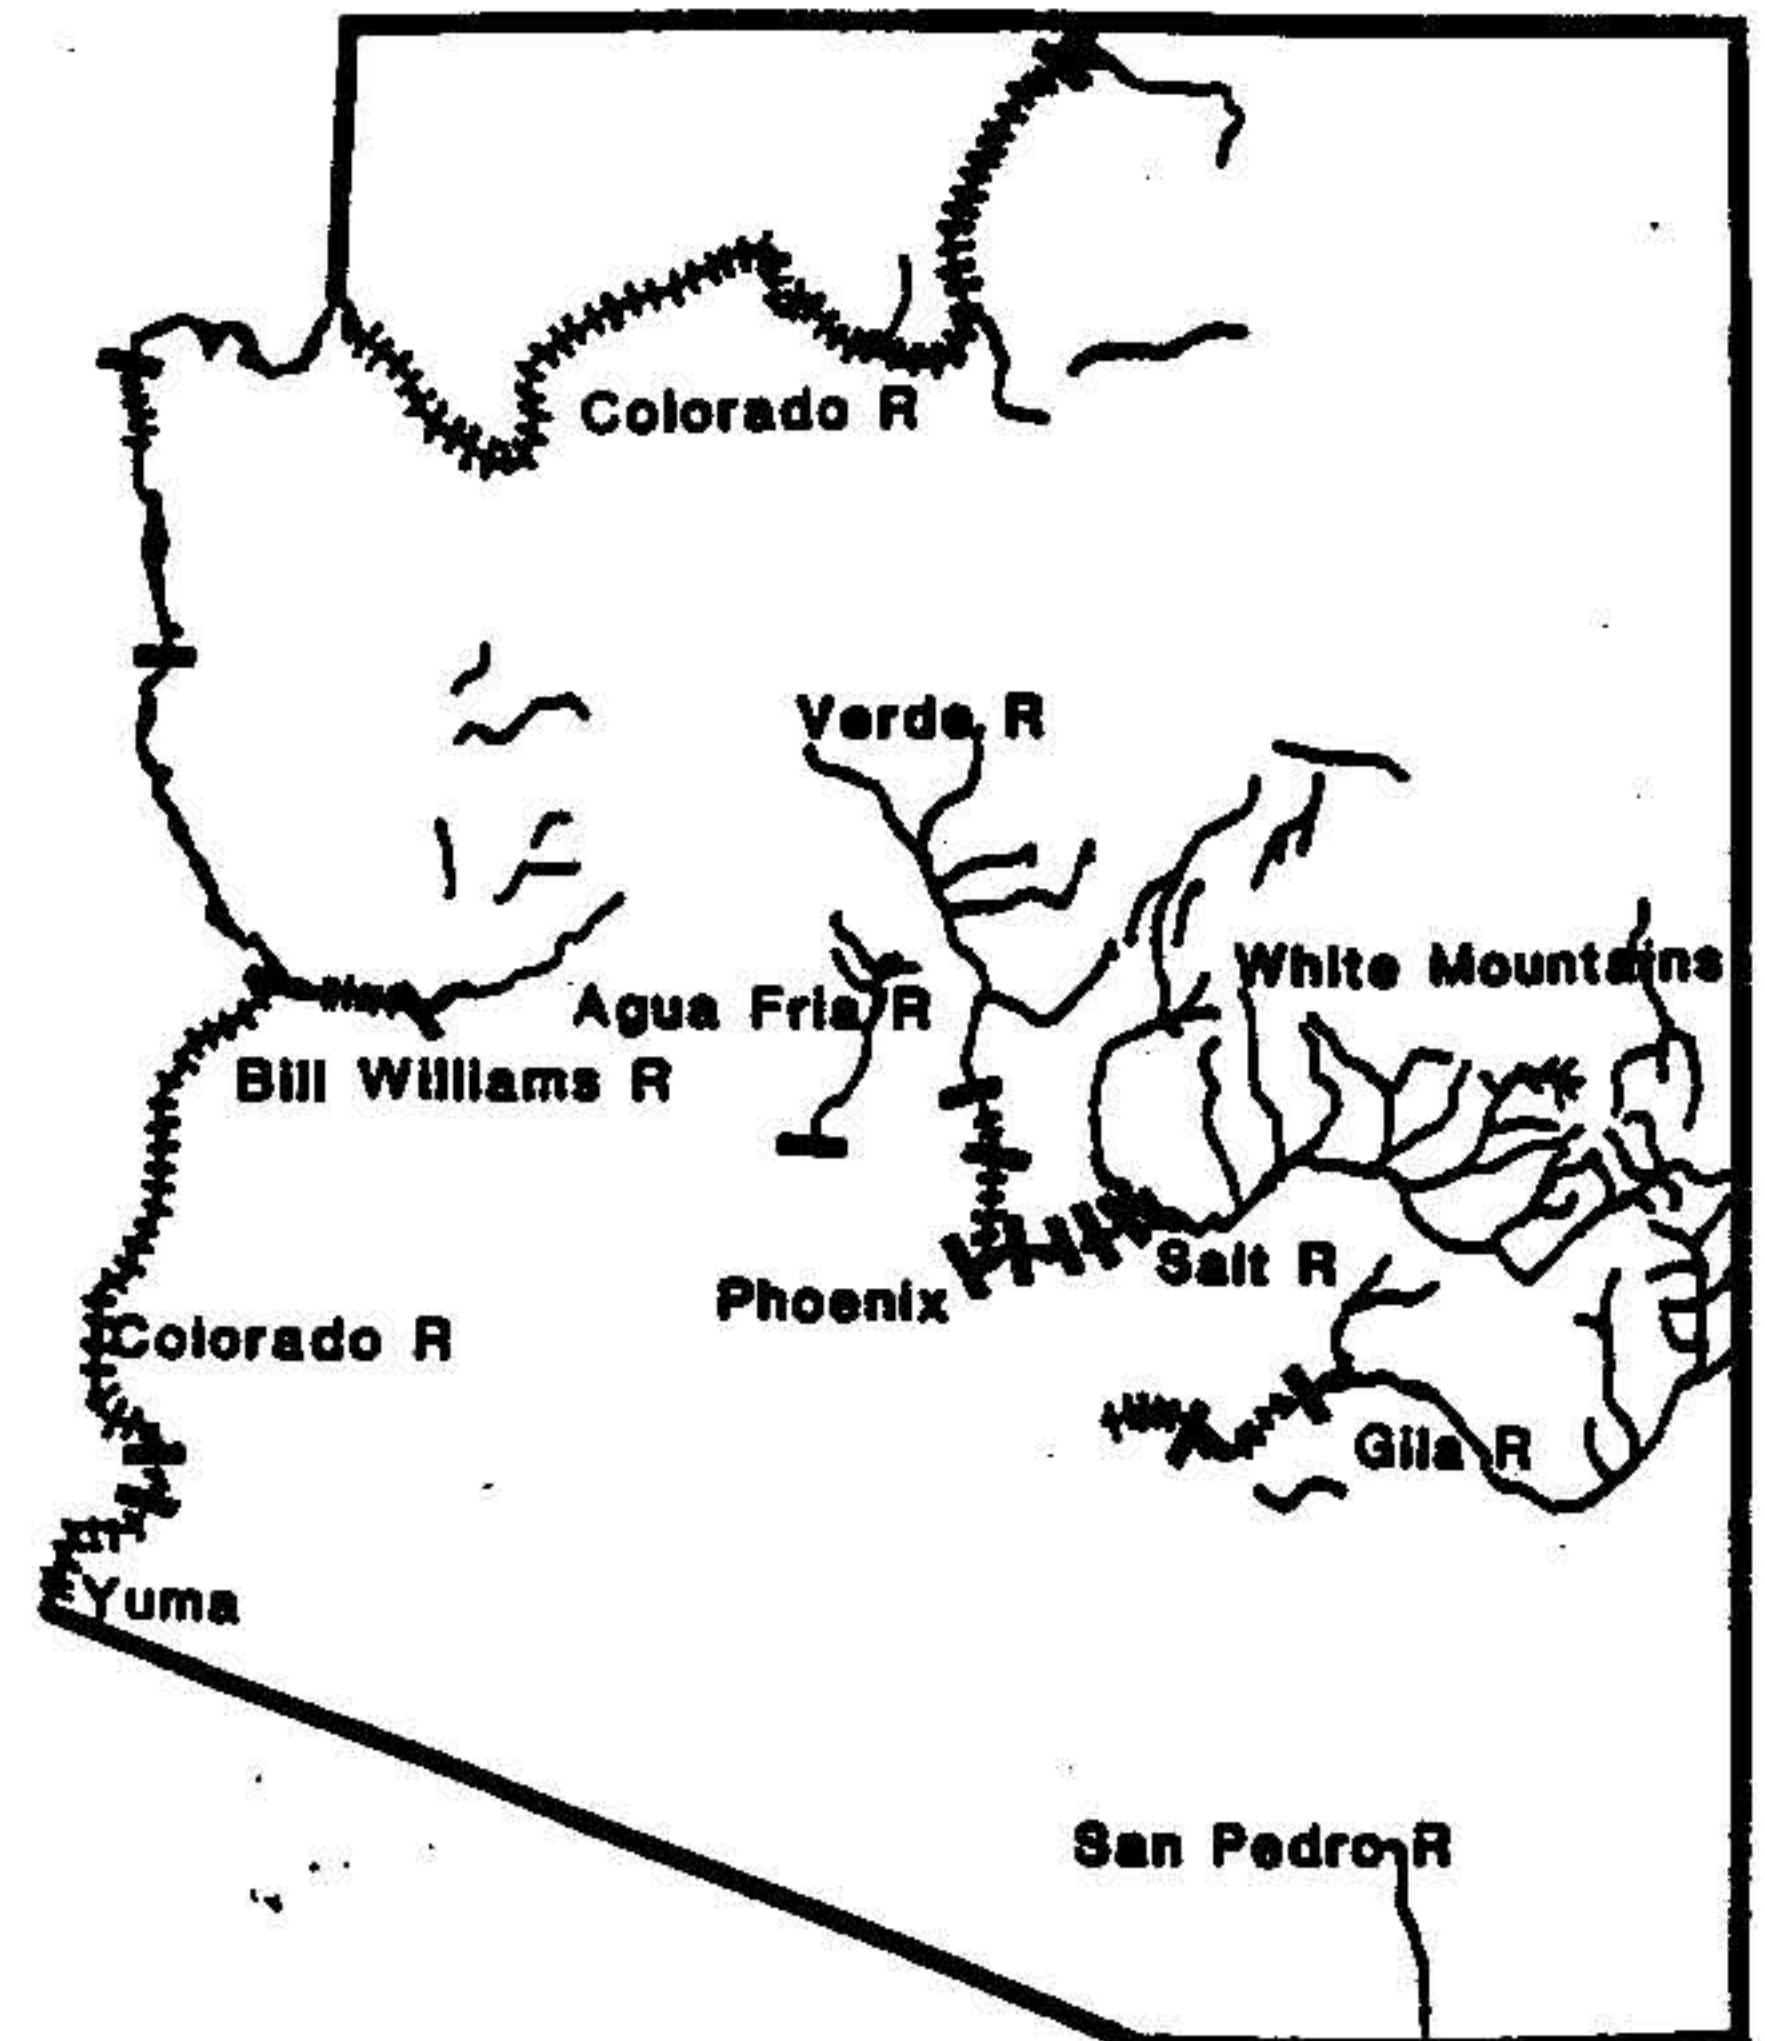 Colorado R
Verde R
White Mountains
Agua Fria R
Bill Williams R
Salt R
Phoenix
Colorado R
Gila R
Yuma
San Pedro R